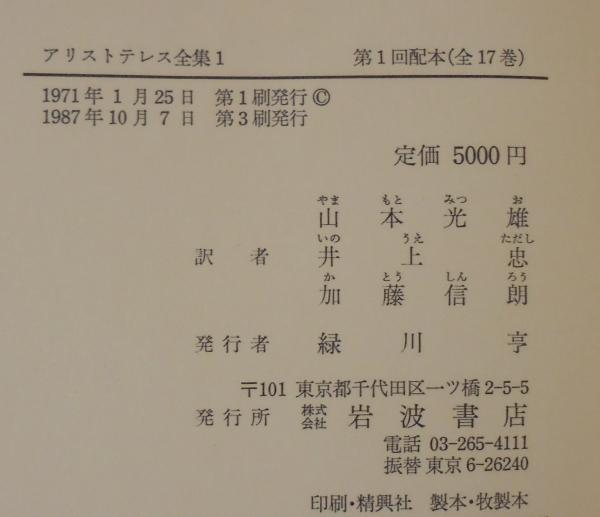 アリストテレス全集1 第1回配本(全17巻)
1971年1月25日 第1刷発行©
1987年10月7日 第3刷発行
定価 5000円
やま もと みつ お
山本光雄
いの うえ ただし
訳者 井上忠
か とう しん ろう
加藤信朗
発行者 緑川亨
〒101 東京都千代田区一ツ橋2-5-5
発行所 株式会社 岩波書店
電話 03-265-4111
振替 東京 6-26240
印刷・精興社 製本・牧製本